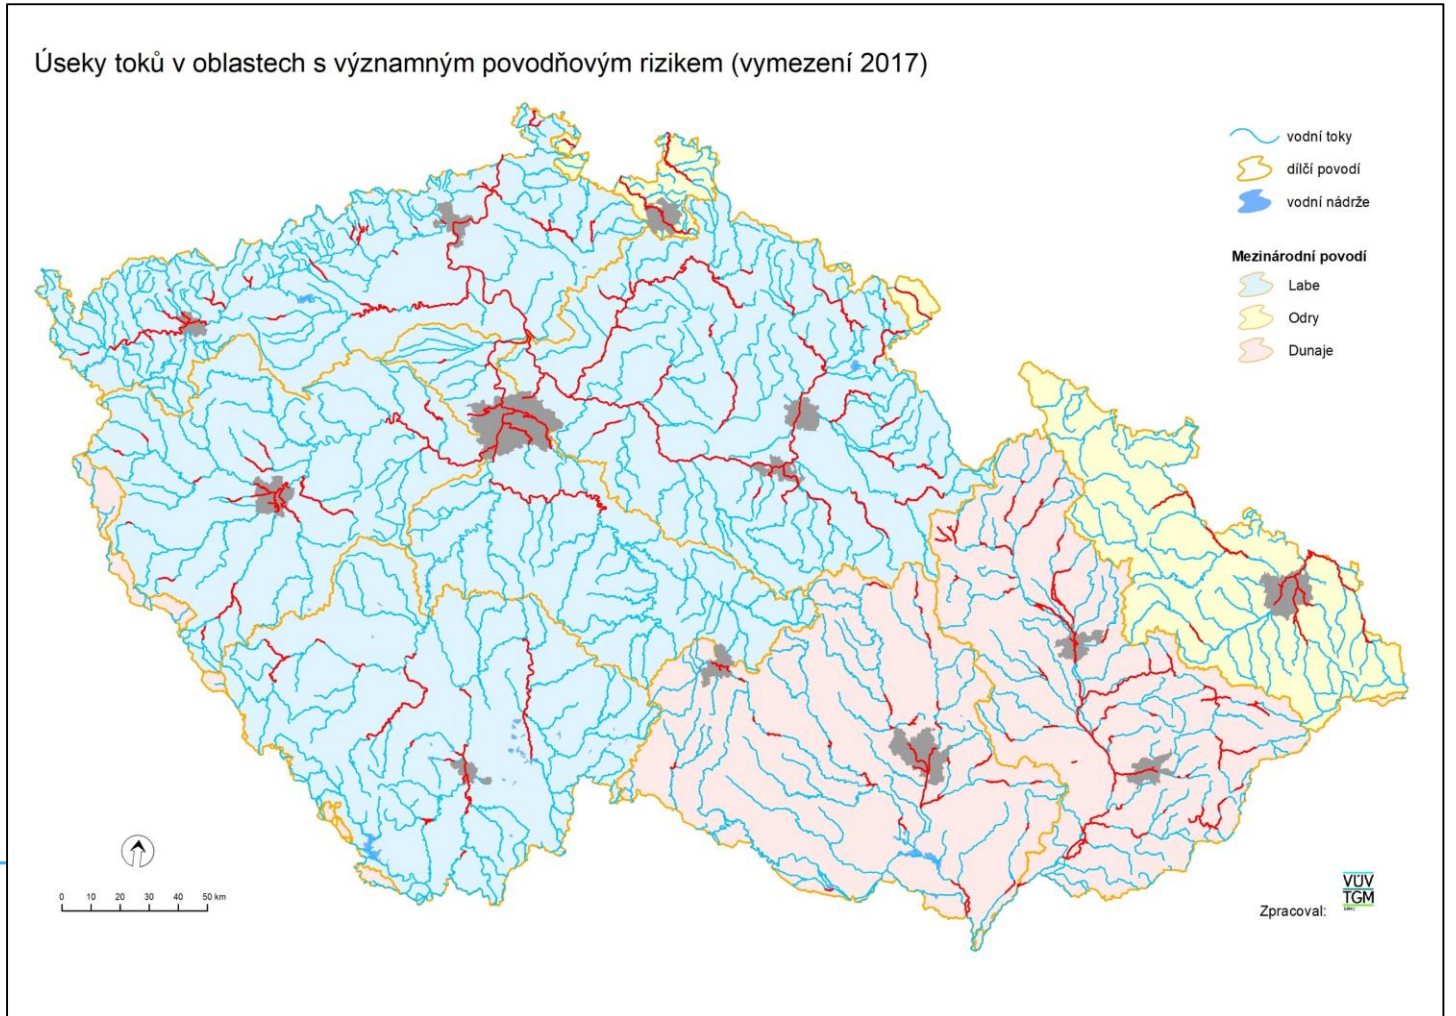 Úseky toků v oblastech s významným povodňovým rizikem (vymezení 2017)
vodní toky
dílčí povodí
vodní nádrže
Mezinárodní povodí
Labe
Odry
Dunaje
0 10 20 30 40 50 km
Zpracoval:
VÚV
TGM